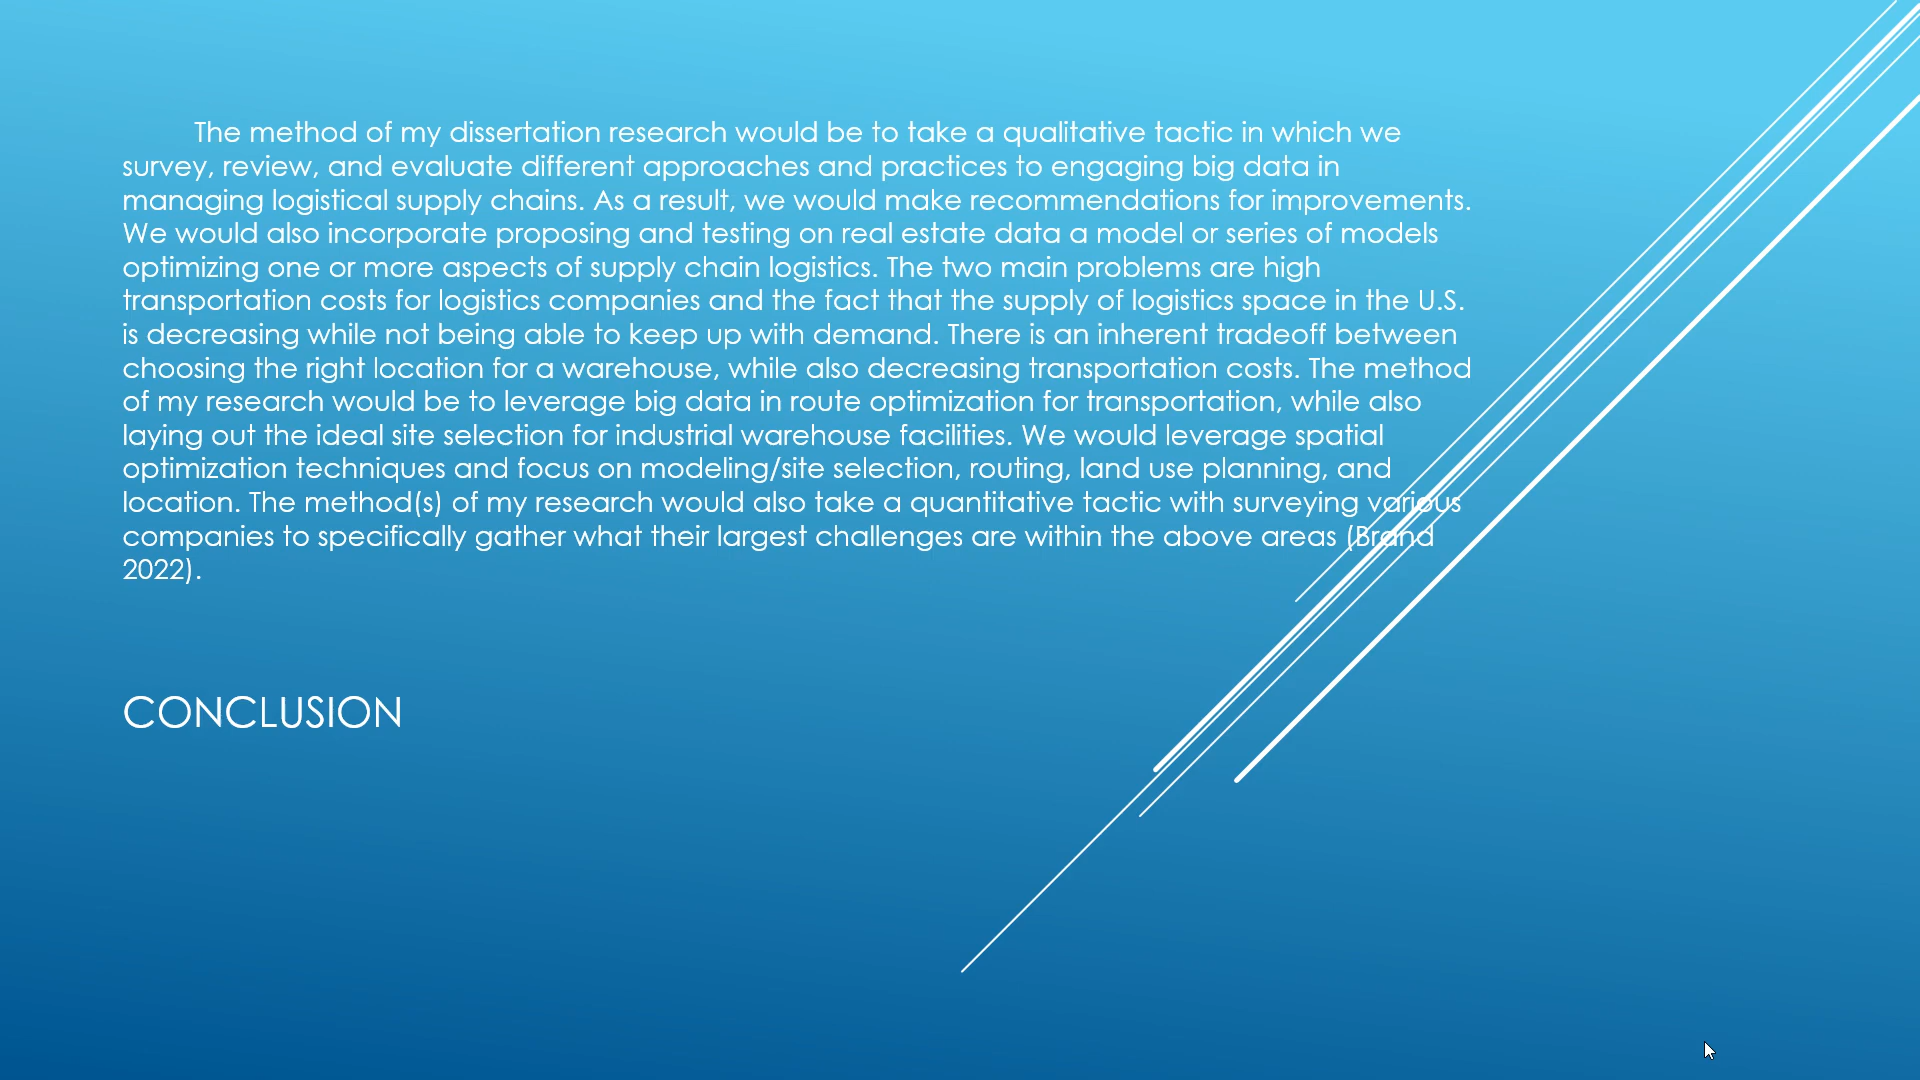 The method of my dissertation research would be to take a qualitative tactic in which we
survey, review, and evaluate different approaches and practices to engaging big data in
managing logistical supply chains. As a result, we would make recommendations for improvements.
We would also incorporate proposing and testing on real estate data a model or series of models
optimizing one or more aspects of supply chain logistics. The two main problems are high
transportation costs for logistics companies and the fact that the supply of logistics space in the U.S.
is decreasing while not being able to keep up with demand. There is an inherent tradeoff between
choosing the right location for a warehouse, while also decreasing transportation costs. The method
of my research would be to leverage big data in route optimization for transportation, while also
laying out the ideal site selection for industrial warehouse facilities. We would leverage spatial
optimization techniques and focus on modeling/site selection, routing, land use planning, and
location. The method(s) of my research would also take a quantitative tactic with surveying various
companies to specifically gather what their largest challenges are within the above areas (Brand
2022).
CONCLUSION